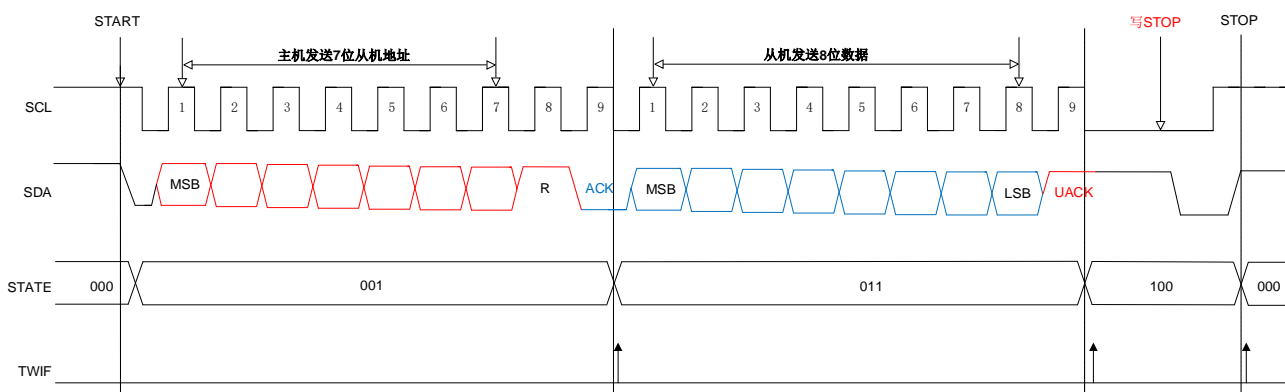 START
写STOP
STOP
主机发送7位从机地址
从机发送8位数据
SCL
1 2 3 4 5 6 7 8 9 1 2 3 4 5 6 7 8 9
SDA
MSB R ACK MSB LSB UACK
STATE
000 001 011 100 000
TWIF